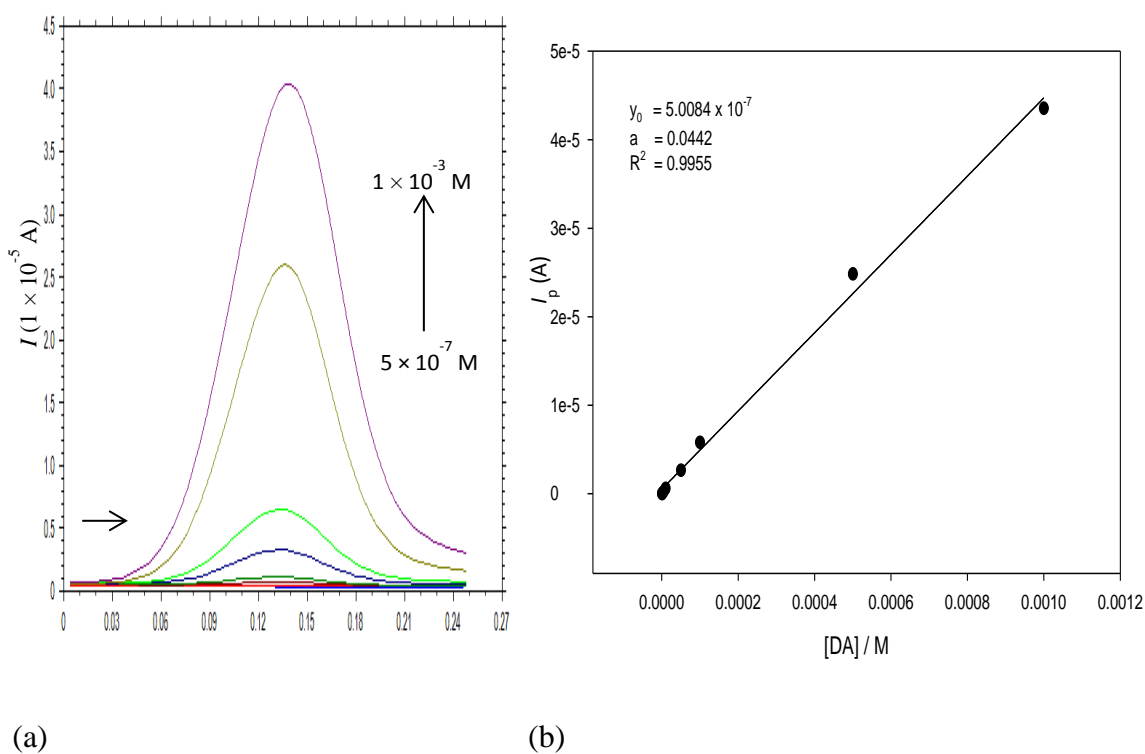 4.5
4.0
3.5
3.0
2.5
2.0
1.5
1.0
0.5
0
I (1 × 10⁻⁵ A)
1 × 10⁻³ M
5 × 10⁻⁷ M
0 0.03 0.06 0.09 0.12 0.15 0.18 0.21 0.24 0.27
(a)
5e-5
4e-5
3e-5
2e-5
1e-5
0
Iₚ (A)
y₀ = 5.0084 x 10⁻⁷
a = 0.0442
R² = 0.9955
0.0000 0.0002 0.0004 0.0006 0.0008 0.0010 0.0012
[DA] / M
(b)